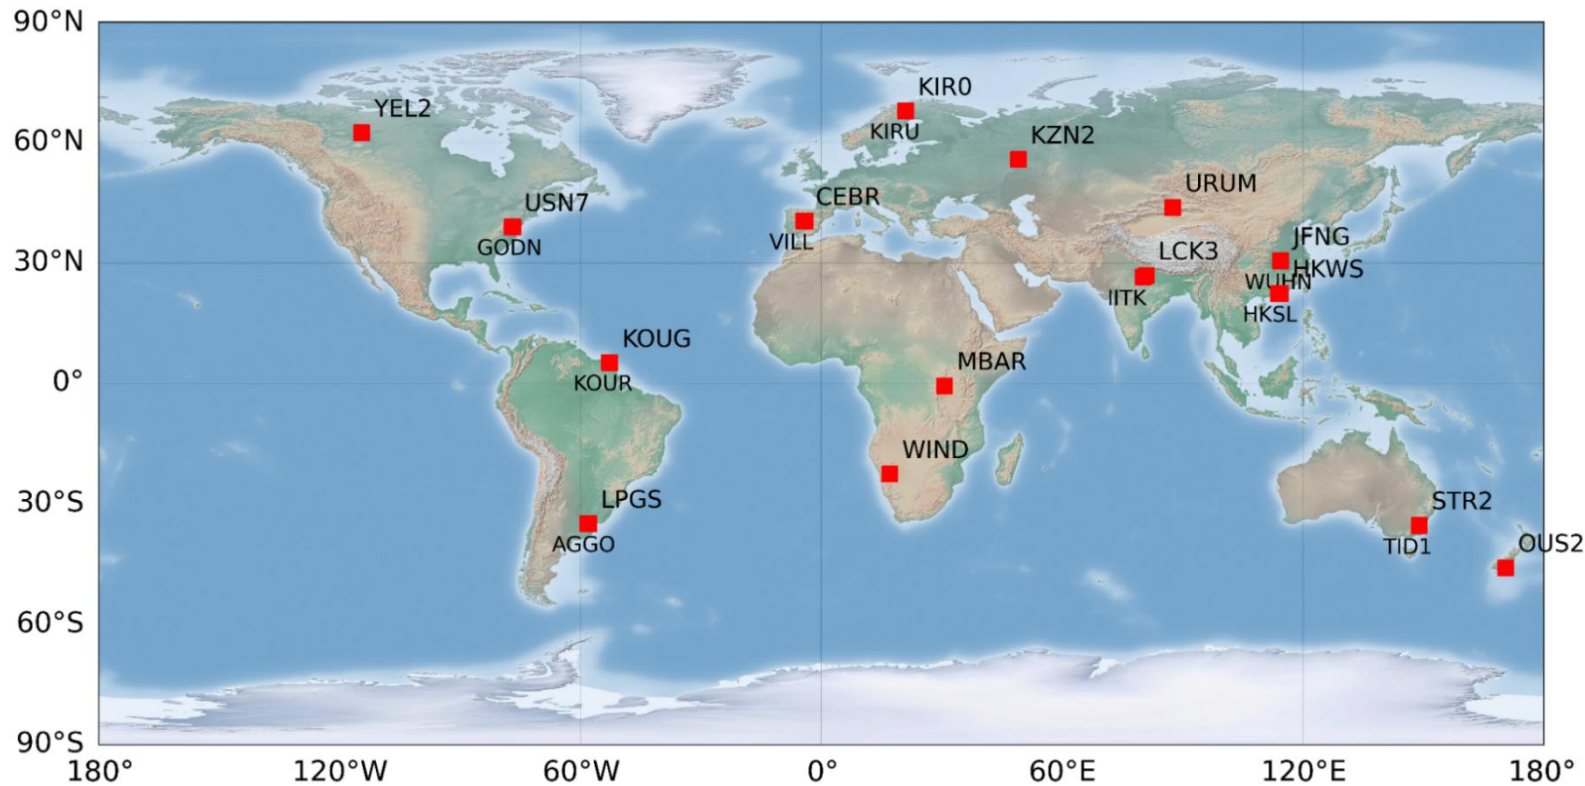 90°N
KIR0
YEL2
KIRU
KZN2
60°N
URUM
CEBR
USN7
JFNG
VILL
GODN
LCK3
30°N
HKWS
WUHN
IITK
HKSL
KOUG
MBAR
KOUR
0°
WIND
STR2
LPGS
30°S
OUS2
AGGO
TID1
60°S
90°S
180° 120°W 60°W 0° 60°E 120°E 180°